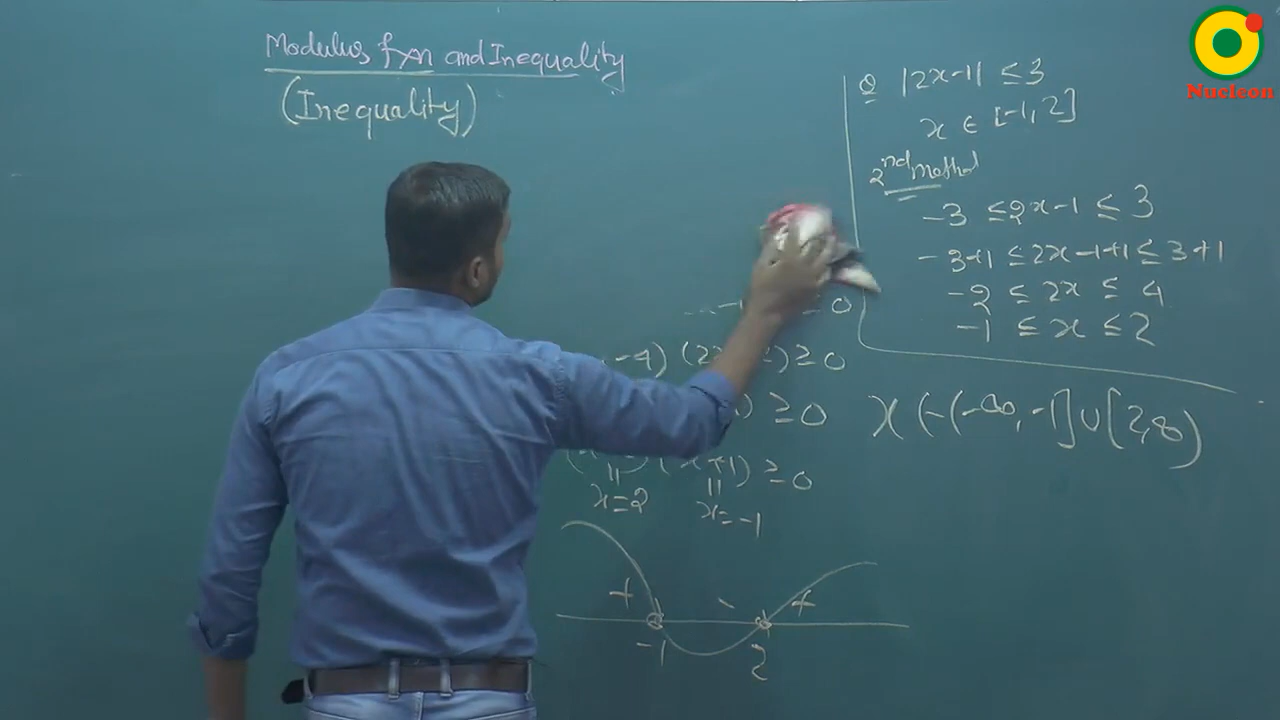 Modulus fxn and Inequality
(Inequality)
Nucleon
Q |2x-1| ≤ 3
x ∈ [-1, 2]
2nd Method
-3 ≤ 2x-1 ≤ 3
-3+1 ≤ 2x-1+1 ≤ 3+1
-2 ≤ 2x ≤ 4
-1 ≤ x ≤ 2
0
-4) (2x ) ≥ 0
) ≥ 0
(x+1) ≥ 0
x=2 x=-1
x ∈ (-∞, -1] ∪ [2, ∞)
+ - +
-1 2